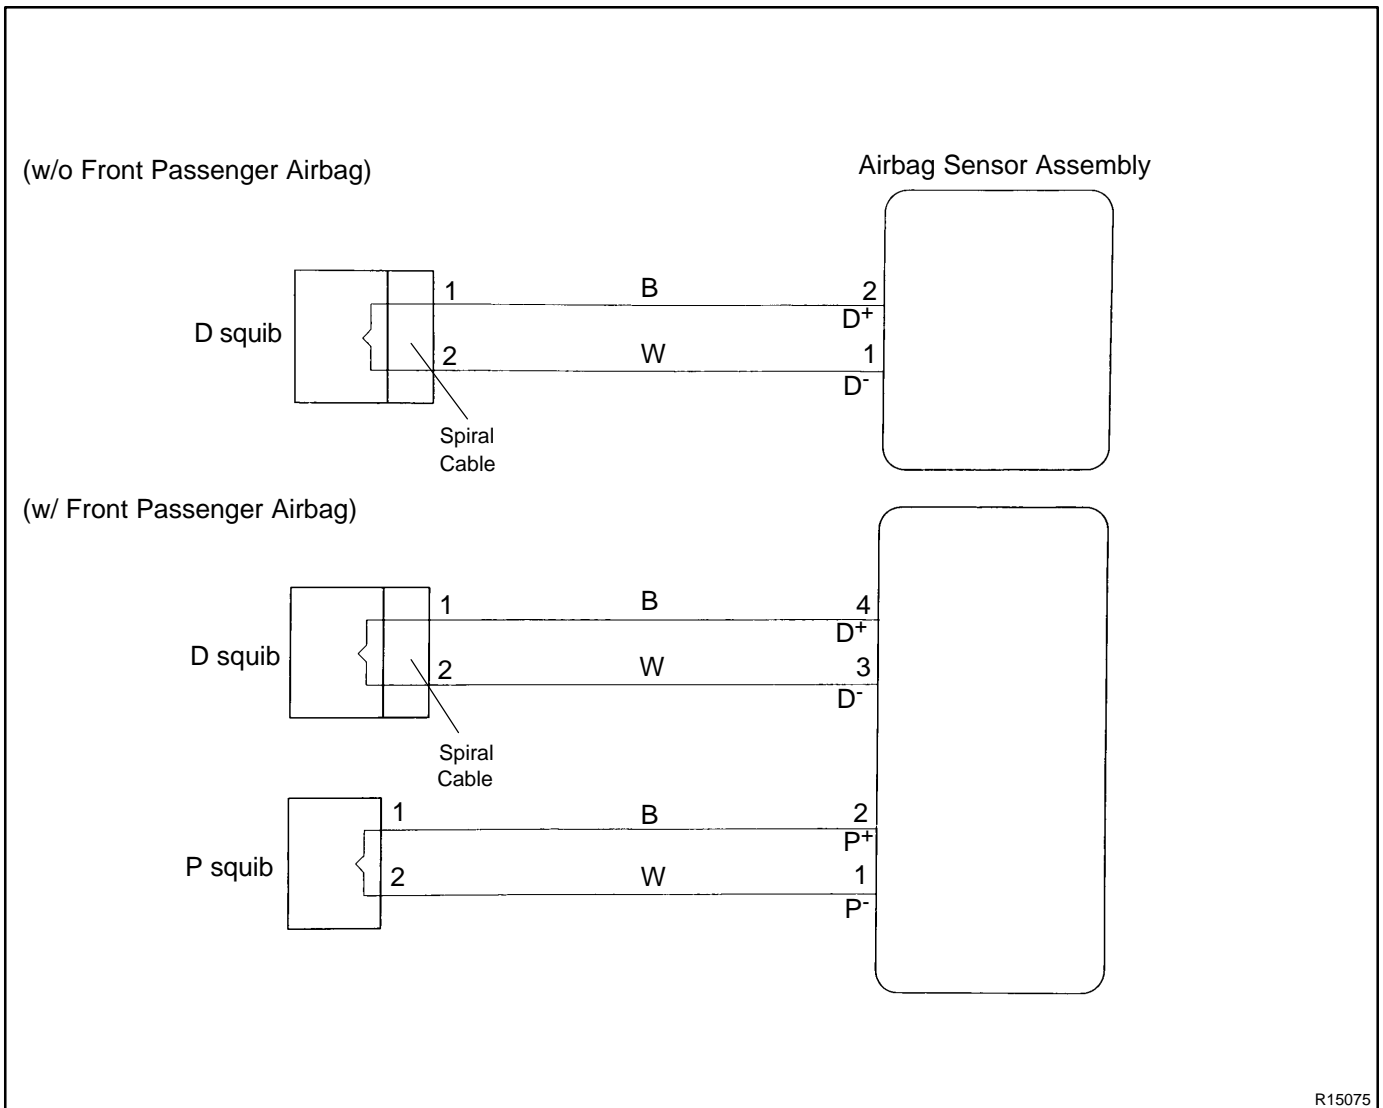 (w/o Front Passenger Airbag)
Airbag Sensor Assembly
D squib
1 B 2
D+
2 W 1
D-
Spiral
Cable
(w/ Front Passenger Airbag)
D squib
1 B 4
D+
2 W 3
D-
Spiral
Cable
P squib
1 B 2
P+
2 W 1
P-
R15075